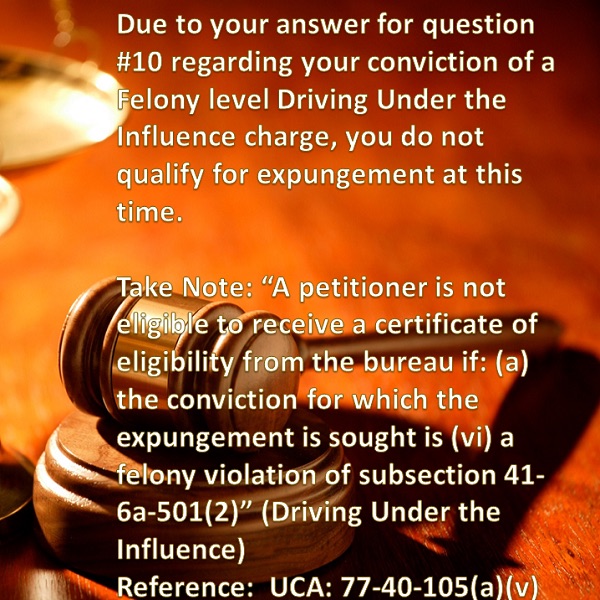 Due to your answer for question
#10 regarding your conviction of a
Felony level Driving Under the
Influence charge, you do not
qualify for expungement at this
time.
Take Note: “A petitioner is not
eligible to receive a certificate of
eligibility from the bureau if: (a)
the conviction for which the
expungement is sought is (vi) a
felony violation of subsection 41-
6a-501(2)” (Driving Under the
Influence)
Reference:  UCA: 77-40-105(a)(v)